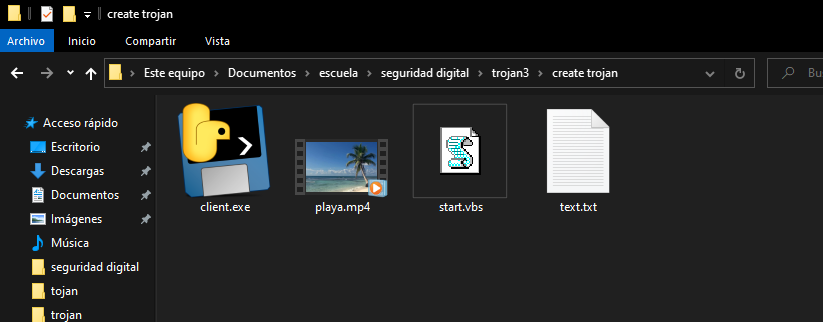 create trojan
Archivo Inicio Compartir Vista
Este equipo Documentos escuela seguridad digital trojan3 create trojan
Acceso rápido
Escritorio
Descargas
Documentos
Imágenes
Música
seguridad digital
tojan
trojan
client.exe playa.mp4 start.vbs text.txt